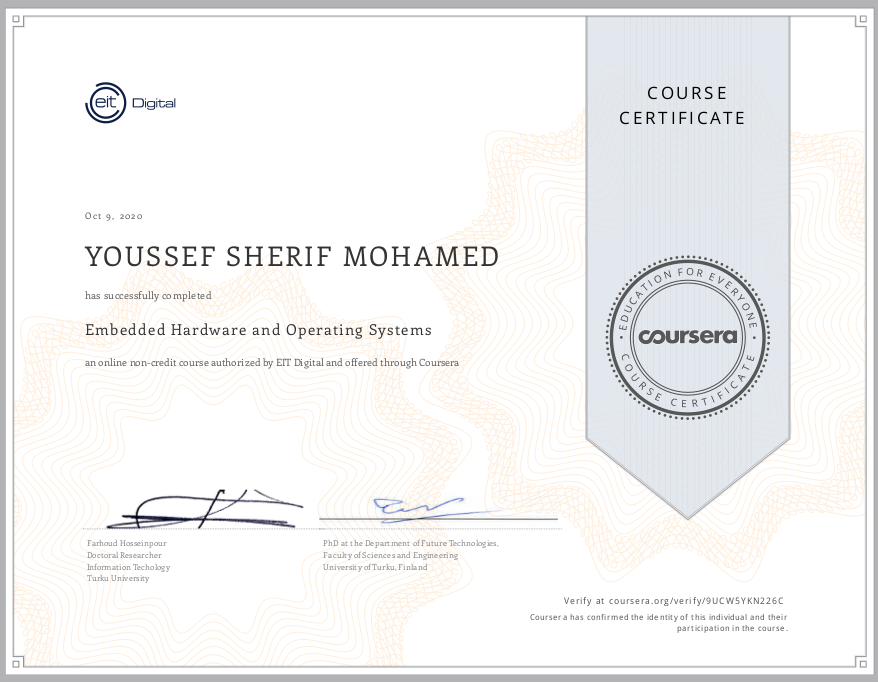 eit Digital
COURSE
CERTIFICATE
Oct 9, 2020
YOUSSEF SHERIF MOHAMED
has successfully completed
Embedded Hardware and Operating Systems
an online non-credit course authorized by EIT Digital and offered through Coursera
EDUCATION FOR EVERYONE
coursera
COURSE CERTIFICATE
Farhoud Hosseinpour
Doctoral Researcher
Information Techology
Turku University
PhD at the Department of Future Technologies,
Faculty of Sciences and Engineering
University of Turku, Finland
Verify at coursera.org/verify/9UCW5YKN226C
Coursera has confirmed the identity of this individual and their
participation in the course.